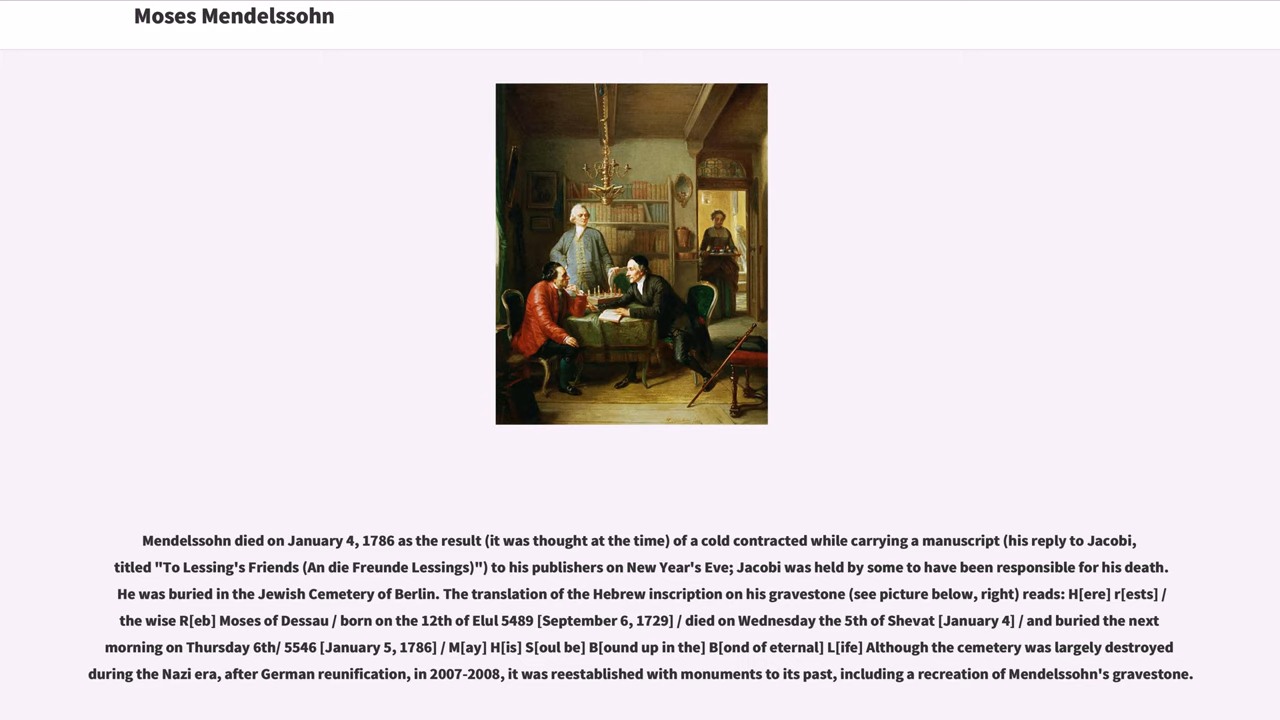 Moses Mendelssohn
Mendelssohn died on January 4, 1786 as the result (it was thought at the time) of a cold contracted while carrying a manuscript (his reply to Jacobi,
titled "To Lessing's Friends (An die Freunde Lessings)") to his publishers on New Year's Eve; Jacobi was held by some to have been responsible for his death.
He was buried in the Jewish Cemetery of Berlin. The translation of the Hebrew inscription on his gravestone (see picture below, right) reads: H[ere] r[ests] /
the wise R[eb] Moses of Dessau / born on the 12th of Elul 5489 [September 6, 1729] / died on Wednesday the 5th of Shevat [January 4] / and buried the next
morning on Thursday 6th/ 5546 [January 5, 1786] / M[ay] H[is] S[oul be] B[ound up in the] B[ond of eternal] L[ife] Although the cemetery was largely destroyed
during the Nazi era, after German reunification, in 2007-2008, it was reestablished with monuments to its past, including a recreation of Mendelssohn's gravestone.